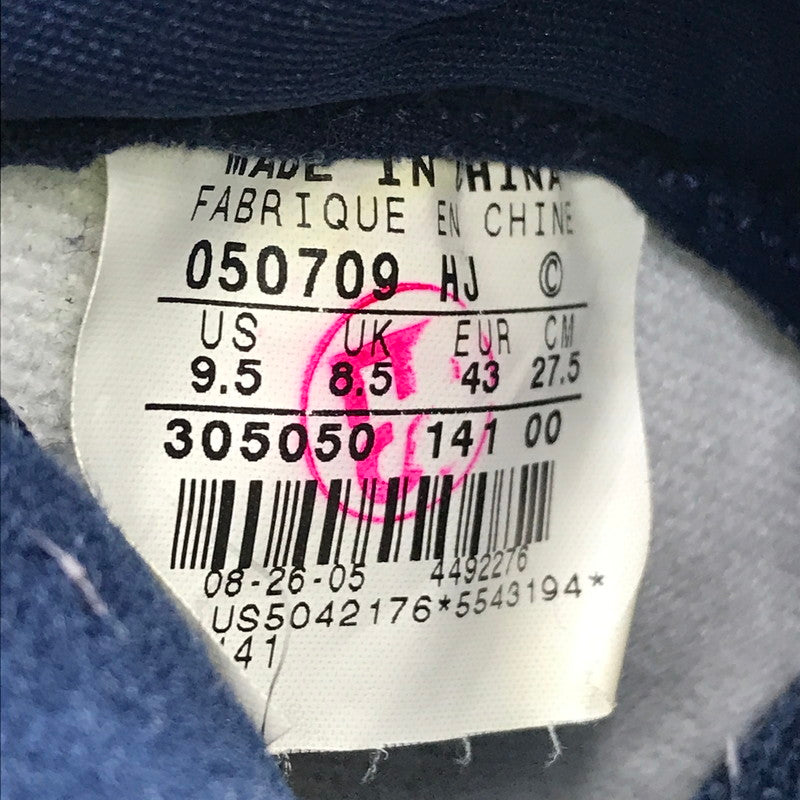 MADE IN CHINA
FABRIQUE EN CHINE
050709 HJ ©
US UK EUR CM
9.5 8.5 43 27.5
305050 141 00
08-26-05 4492276
US5042176*5543194*
141